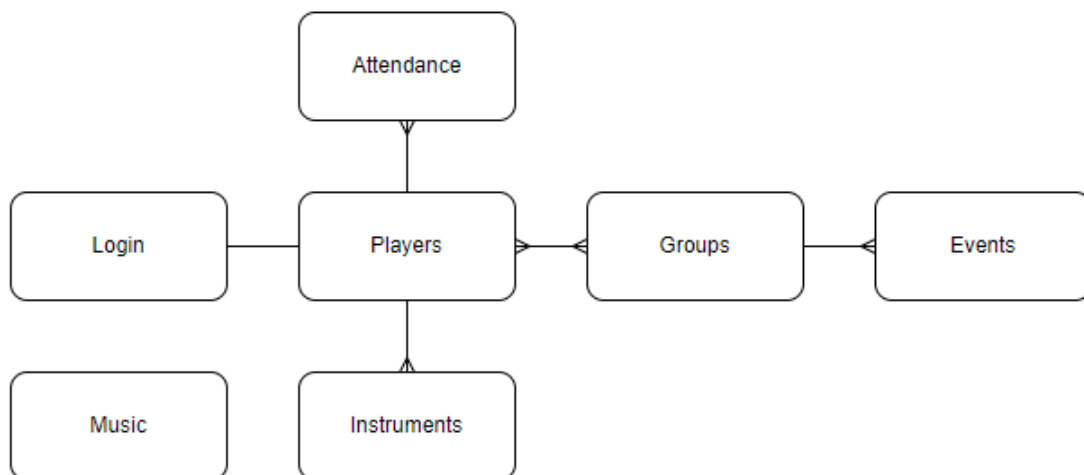 Attendance
Login
Players
Groups
Events
Music
Instruments